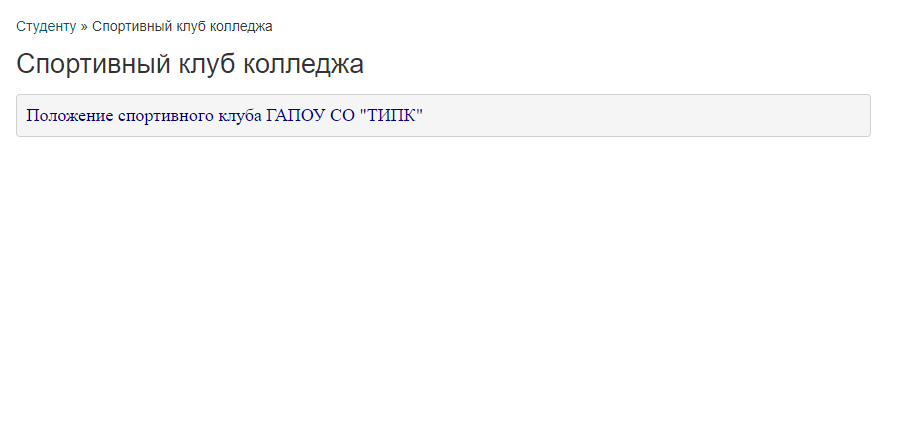 Студенту » Спортивный клуб колледжа
Спортивный клуб колледжа
Положение спортивного клуба ГАПОУ СО "ТИПК"